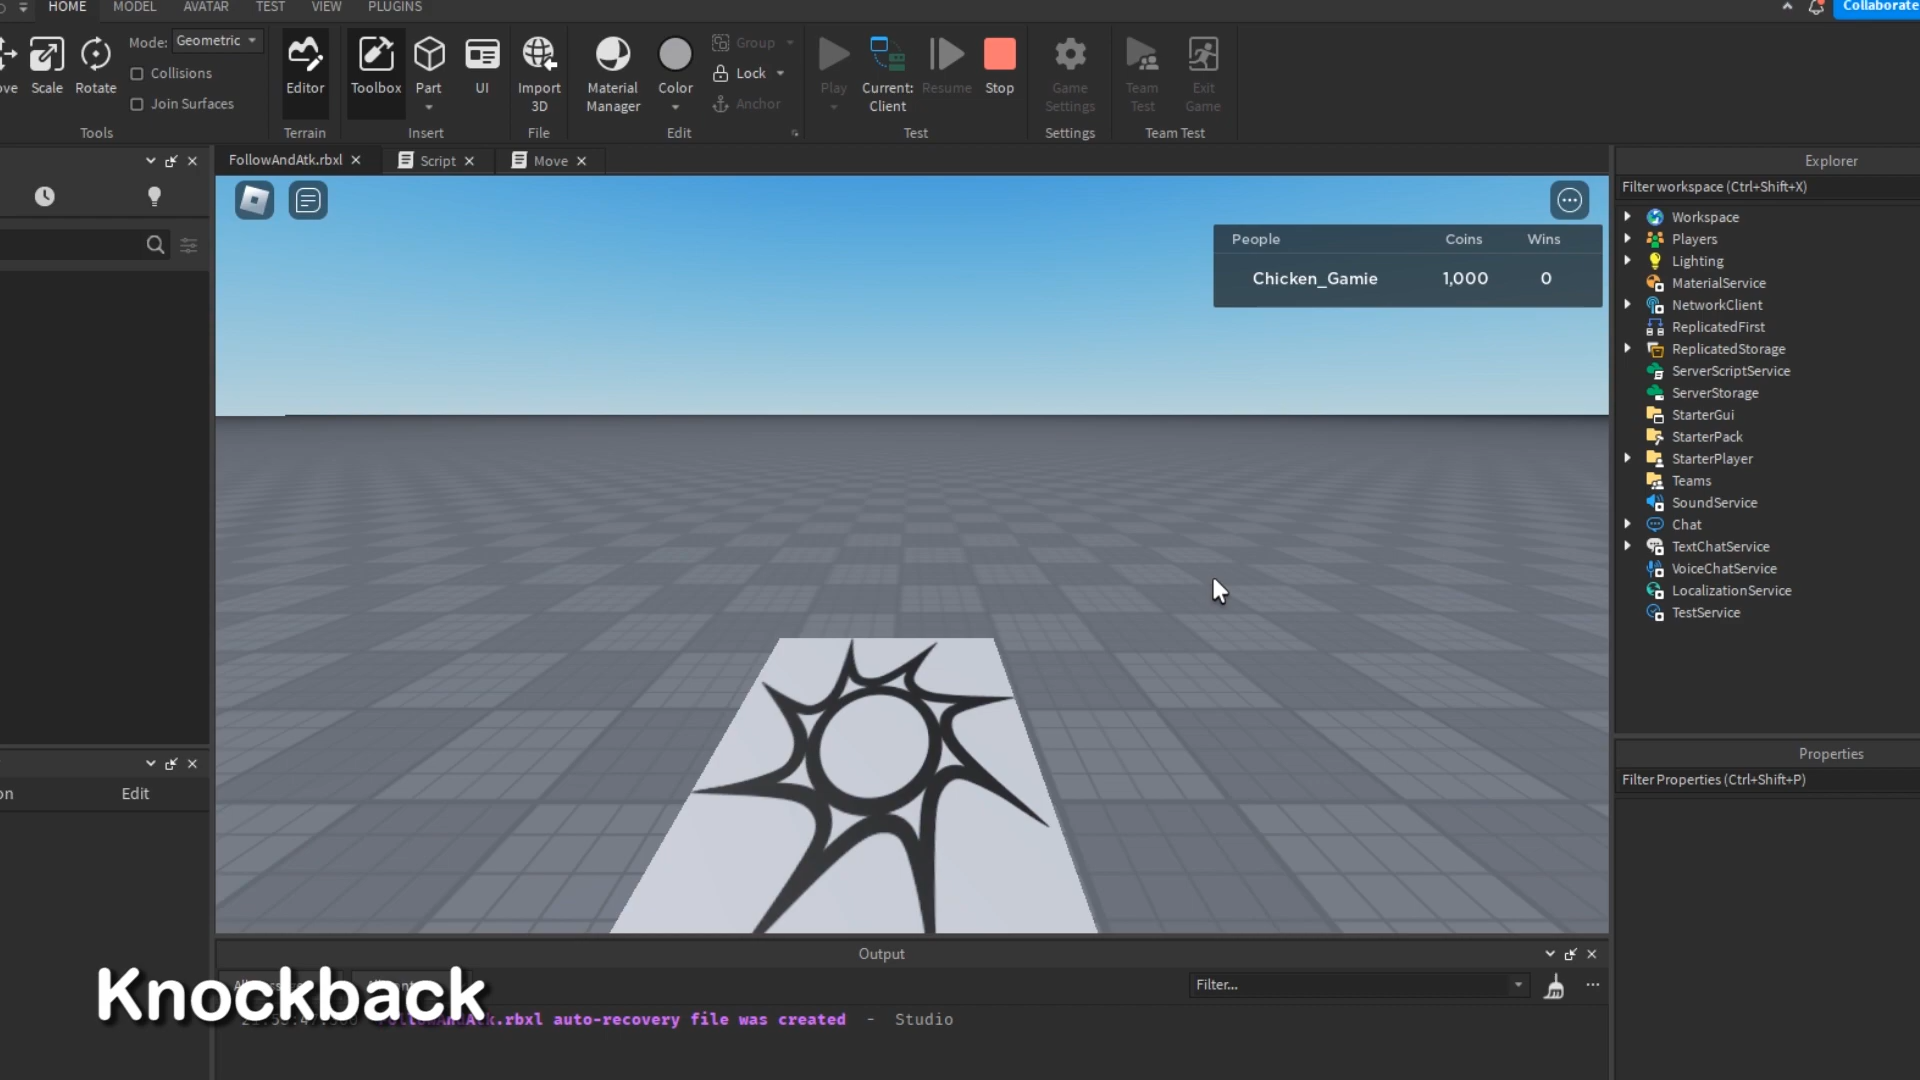 HOME MODEL AVATAR TEST VIEW PLUGINS
Collaborate
Mode: Geometric
Collisions
Join Surfaces
Scale Rotate
Tools
Editor
Terrain
Toolbox Part UI
Insert
Import
3D
File
Material
Manager
Color
Group
Lock
Anchor
Edit
Play
Current:
Client
Resume
Stop
Test
Game
Settings
Settings
Team
Test
Exit
Game
Team Test
FollowAndAtk.rbxl Script Move
People Coins Wins
Chicken_Gamie 1,000 0
Explorer
Filter workspace (Ctrl+Shift+X)
Workspace
Players
Lighting
MaterialService
NetworkClient
ReplicatedFirst
ReplicatedStorage
ServerScriptService
ServerStorage
StarterGui
StarterPack
StarterPlayer
Teams
SoundService
Chat
TextChatService
VoiceChatService
LocalizationService
TestService
Properties
Filter Properties (Ctrl+Shift+P)
Edit
Output
Filter...
Knockback
FollowAndAtk.rbxl auto-recovery file was created - Studio